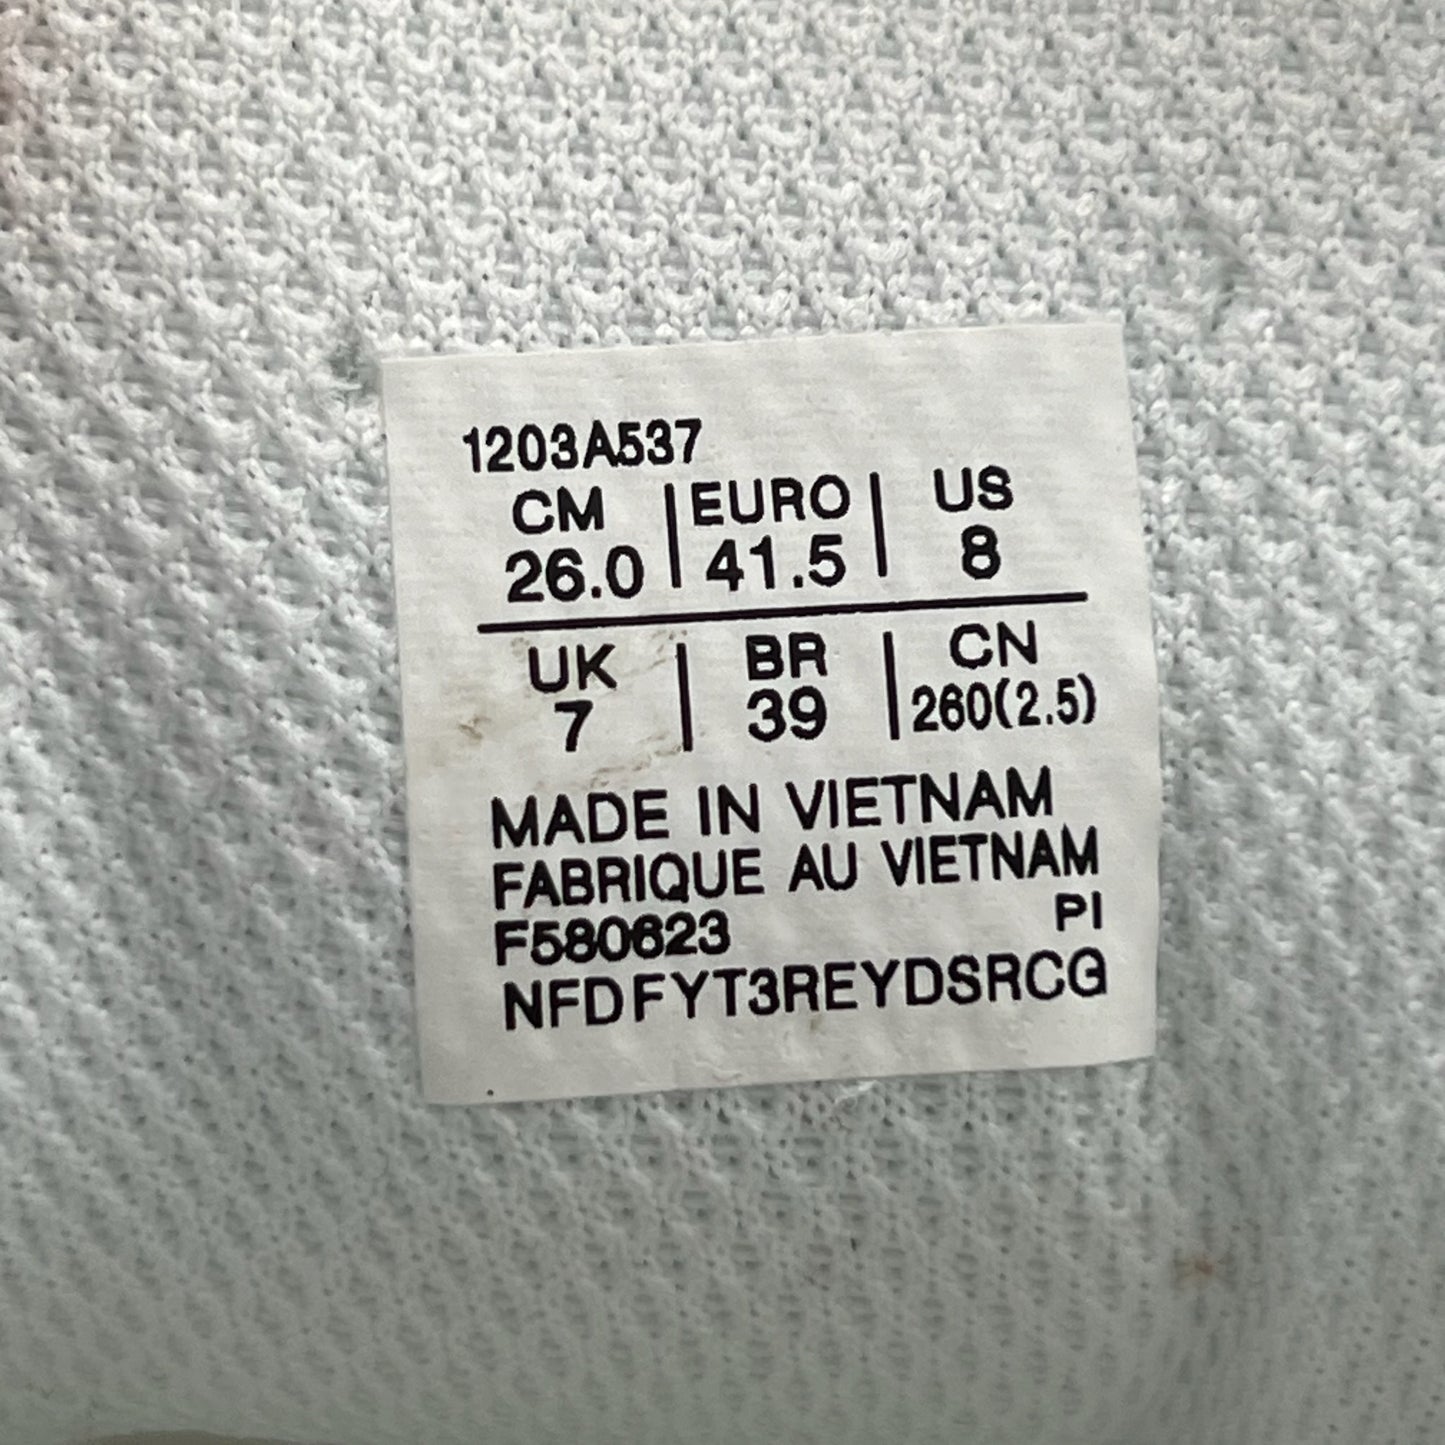 1203A537
CM EURO US
26.0 41.5 8
UK BR CN
7 39 260(2.5)
MADE IN VIETNAM
FABRIQUE AU VIETNAM
F580623 PI
NFDFYT3REYDSRCG